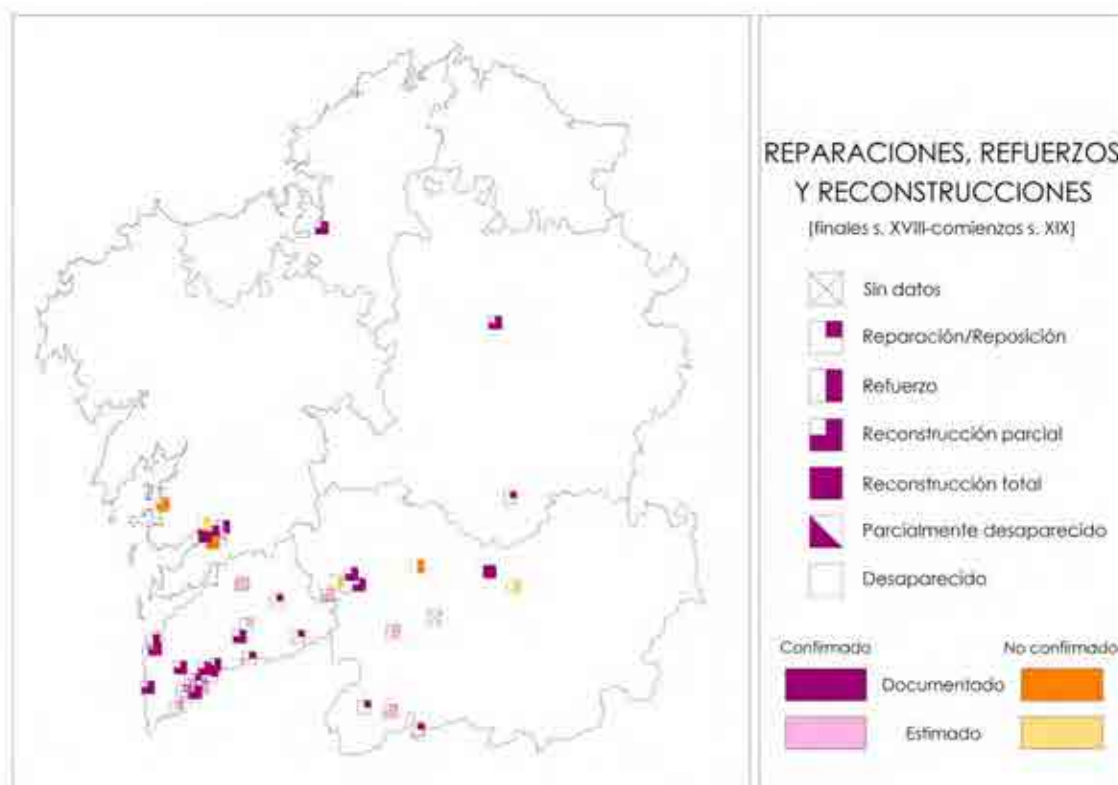 REPARACIONES, REFUERZOS
Y RECONSTRUCCIONES
[finales s. XVIII-comienzos s. XIX]
Sin datos
Reparación/Reposición
Refuerzo
Reconstrucción parcial
Reconstrucción total
Parcialmente desaparecido
Desaparecido
Confirmado No confirmado
Documentado
Estimado